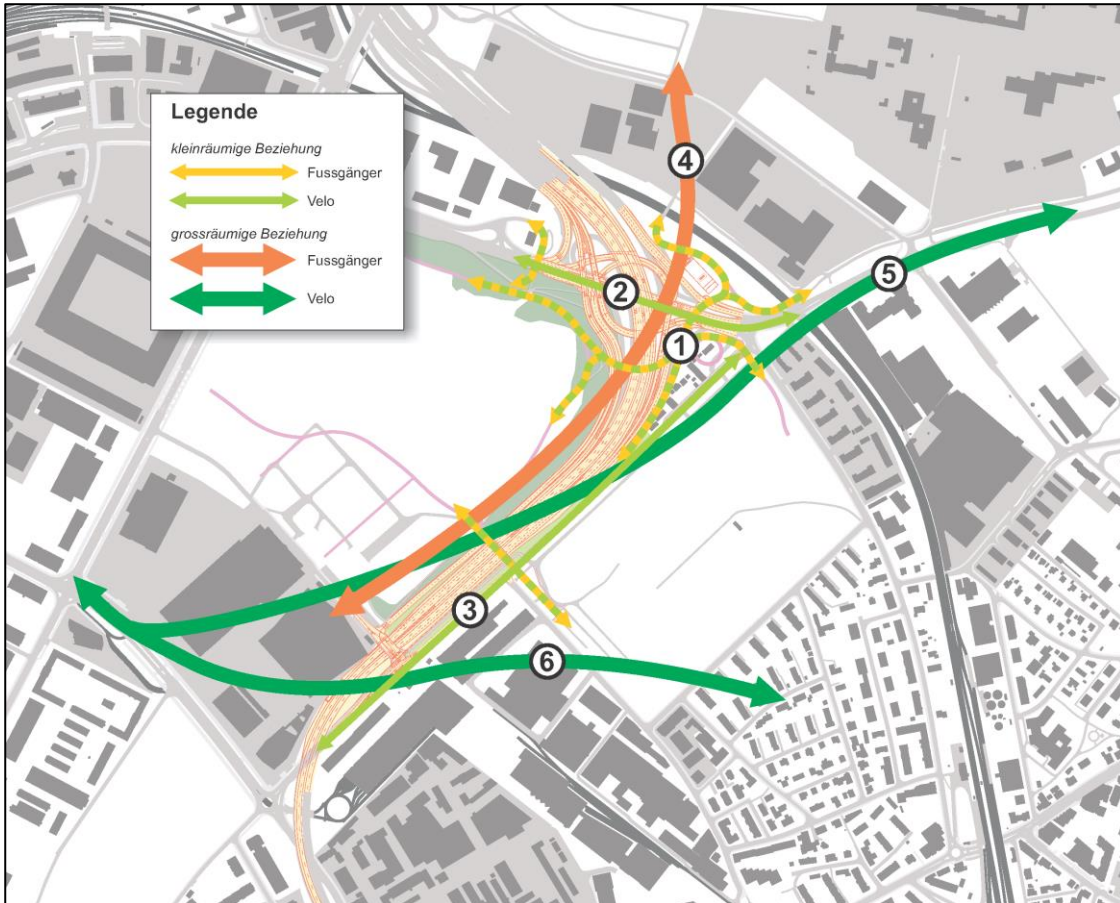 Legende
kleinräumige Beziehung
Fussgänger
Velo
grossräumige Beziehung
Fussgänger
Velo
4
5
2
1
3
6